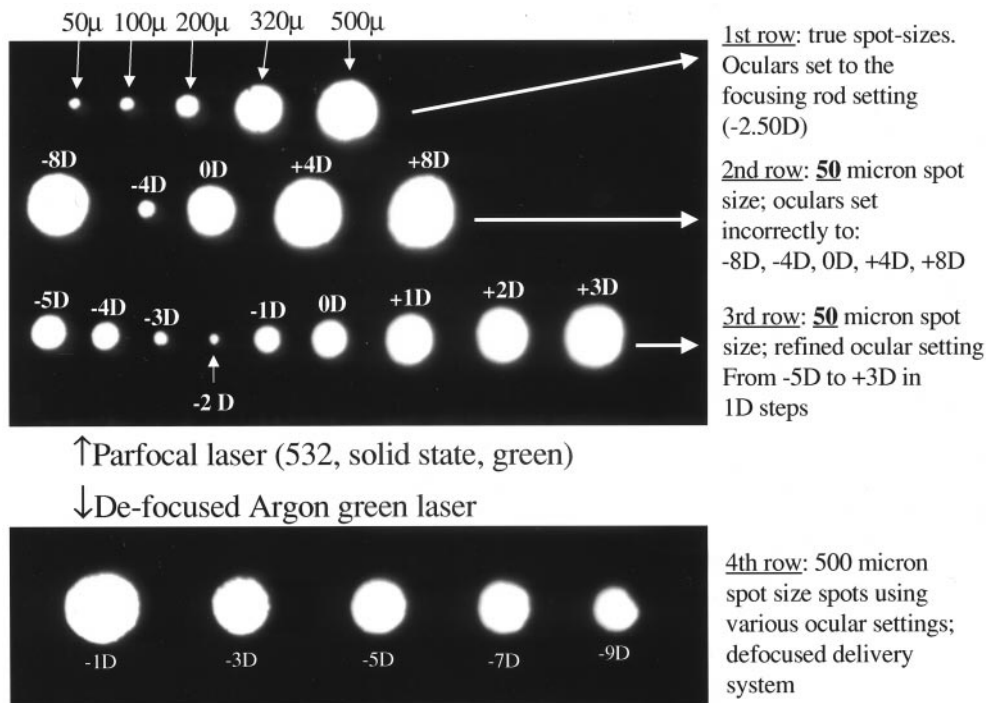 50µ 100µ 200µ 320µ 500µ
1st row: true spot-sizes.
Oculars set to the
focusing rod setting
(-2.50D)
-8D -4D 0D +4D +8D
2nd row: 50 micron spot
size; oculars set
incorrectly to:
-8D, -4D, 0D, +4D, +8D
-5D -4D -3D -1D 0D +1D +2D +3D
-2 D
3rd row: 50 micron spot
size; refined ocular setting
From -5D to +3D in
1D steps
↑Parfocal laser (532, solid state, green)
↓De-focused Argon green laser
-1D -3D -5D -7D -9D
4th row: 500 micron
spot size spots using
various ocular settings;
defocused delivery
system